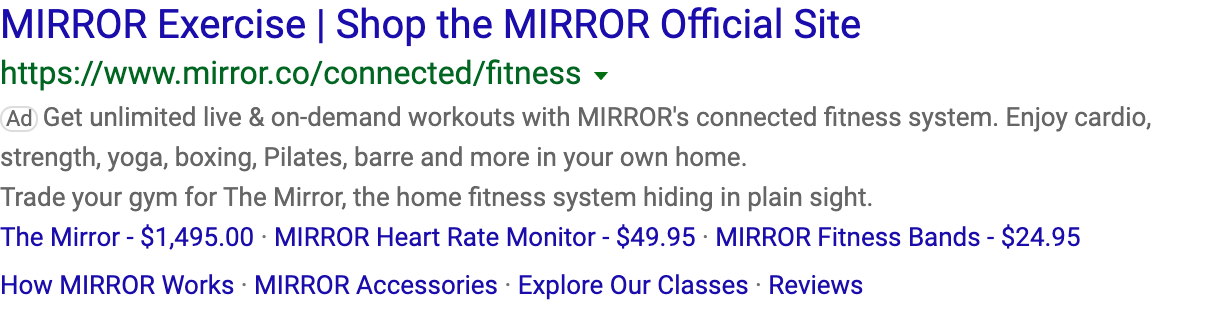 MIRROR Exercise | Shop the MIRROR Official Site
https://www.mirror.co/connected/fitness
Ad Get unlimited live & on-demand workouts with MIRROR's connected fitness system. Enjoy cardio,
strength, yoga, boxing, Pilates, barre and more in your own home.
Trade your gym for The Mirror, the home fitness system hiding in plain sight.
The Mirror - $1,495.00 · MIRROR Heart Rate Monitor - $49.95 · MIRROR Fitness Bands - $24.95
How MIRROR Works · MIRROR Accessories · Explore Our Classes · Reviews